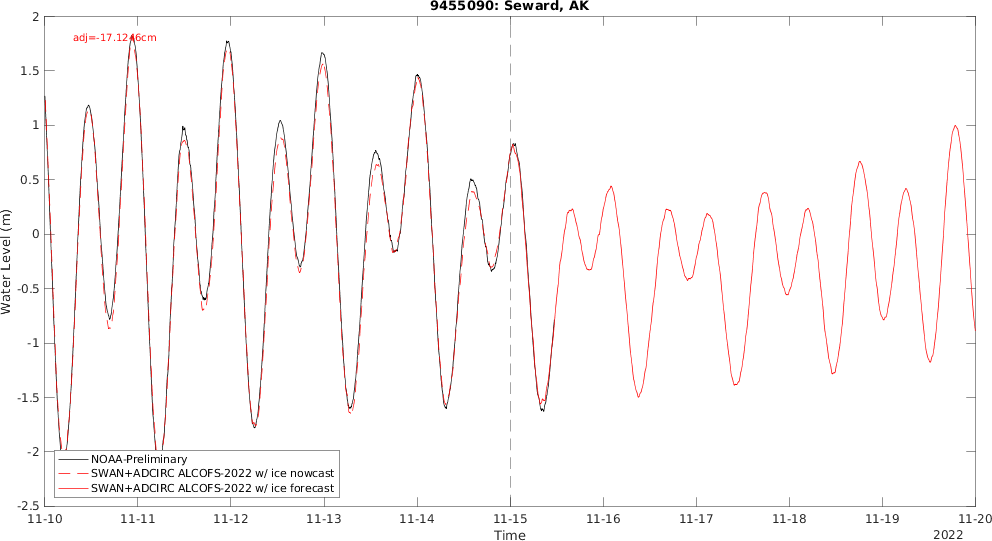 9455090: Seward, AK
adj=-17.1246cm
Water Level (m)
2
1.5
1
0.5
0
-0.5
-1
-1.5
-2
-2.5
NOAA-Preliminary
SWAN+ADCIRC ALCOFS-2022 w/ ice nowcast
SWAN+ADCIRC ALCOFS-2022 w/ ice forecast
11-10 11-11 11-12 11-13 11-14 11-15 11-16 11-17 11-18 11-19 11-20
Time
2022